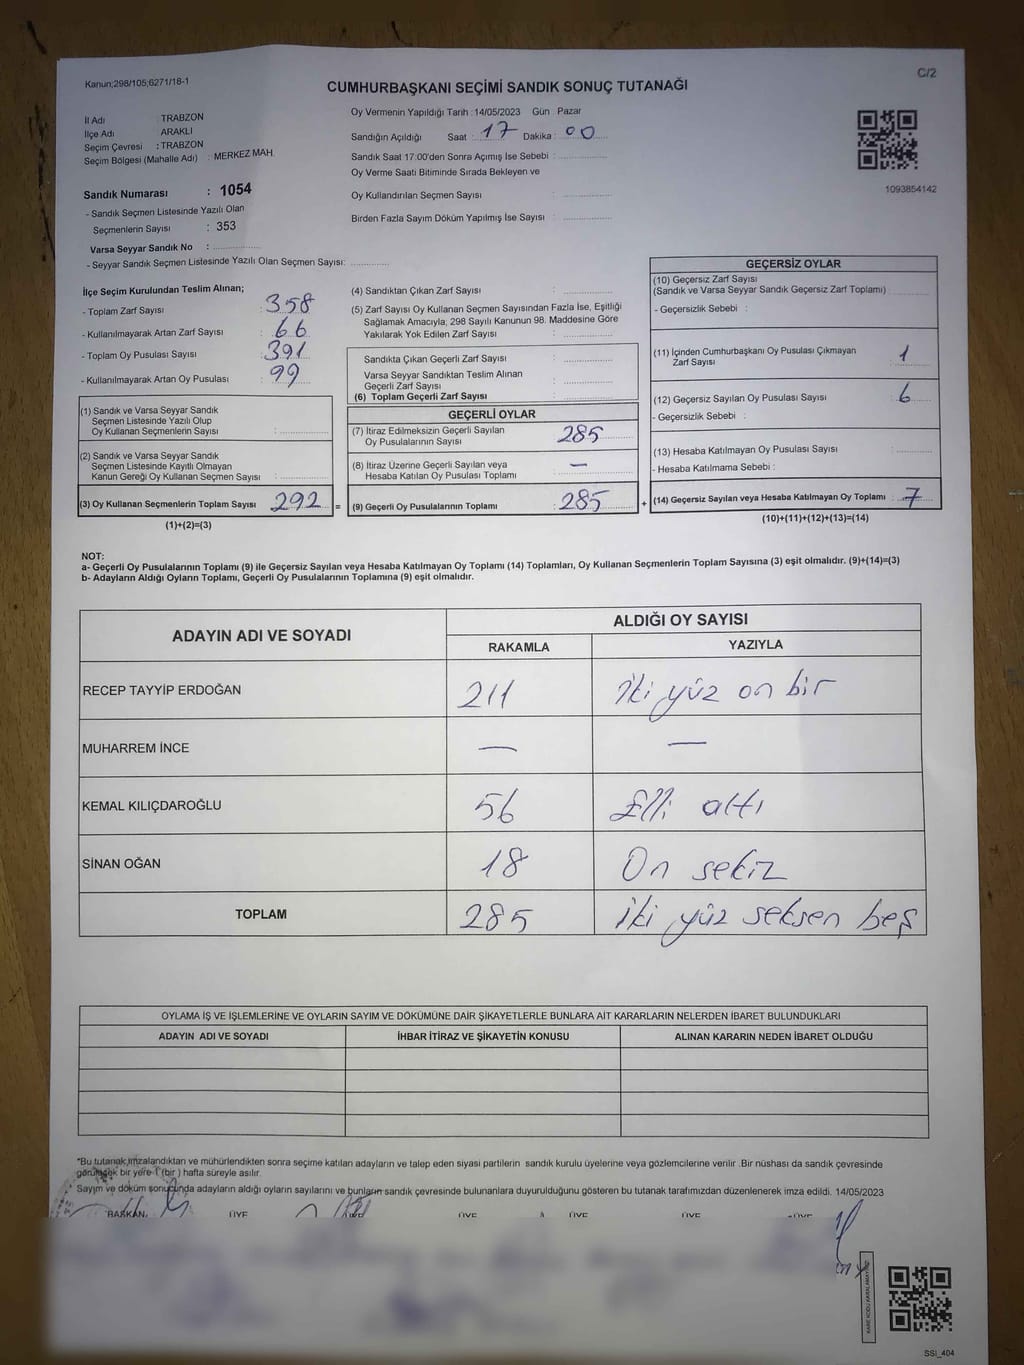 Kanun;298/105;6271/18-1
C/2
CUMHURBAŞKANI SEÇİMİ SANDIK SONUÇ TUTANAĞI
İl Adı : TRABZON
İlçe Adı : ARAKLI
Seçim Çevresi : TRABZON
Seçim Bölgesi (Mahalle Adı) : MERKEZ MAH.
Sandık Numarası : 1054
- Sandık Seçmen Listesinde Yazılı Olan
Seçmenlerin Sayısı : 353
Varsa Seyyar Sandık No :
- Seyyar Sandık Seçmen Listesinde Yazılı Olan Seçmen Sayısı:
Oy Vermenin Yapıldığı Tarih :14/05/2023 Gün Pazar
Sandığın Açıldığı Saat : 17 Dakika : 00
Sandık Saat 17:00'den Sonra Açımış İse Sebebi :
Oy Verme Saati Bitiminde Sırada Bekleyen ve
Oy Kullandırılan Seçmen Sayısı :
Birden Fazla Sayım Döküm Yapılmış İse Sayısı :
1093854142
İlçe Seçim Kurulundan Teslim Alınan;
- Toplam Zarf Sayısı : 358
- Kullanılmayarak Artan Zarf Sayısı : 66
- Toplam Oy Pusulası Sayısı : 391
- Kullanılmayarak Artan Oy Pusulası : 99
(1) Sandık ve Varsa Seyyar Sandık
Seçmen Listesinde Yazılı Olup
Oy Kullanan Seçmenlerin Sayısı :
(2) Sandık ve Varsa Seyyar Sandık
Seçmen Listesinde Kayıtlı Olmayan
Kanun Gereği Oy Kullanan Seçmen Sayısı :
(3) Oy Kullanan Seçmenlerin Toplam Sayısı : 292 =
(1)+(2)=(3)
(4) Sandıktan Çıkan Zarf Sayısı :
(5) Zarf Sayısı Oy Kullanan Seçmen Sayısından Fazla İse, Eşitliği
Sağlamak Amacıyla; 298 Sayılı Kanunun 98. Maddesine Göre
Yakılarak Yok Edilen Zarf Sayısı :
Sandıkta Çıkan Geçerli Zarf Sayısı :
Varsa Seyyar Sandıktan Teslim Alınan
Geçerli Zarf Sayısı :
(6) Toplam Geçerli Zarf Sayısı :
GEÇERLİ OYLAR
(7) İtiraz Edilmeksizin Geçerli Sayılan
Oy Pusulalarının Sayısı : 285
(8) İtiraz Üzerine Geçerli Sayılan veya
Hesaba Katılan Oy Pusulası Toplamı : —
(9) Geçerli Oy Pusulalarının Toplamı : 285 +
GEÇERSİZ OYLAR
(10) Geçersiz Zarf Sayısı
(Sandık ve Varsa Seyyar Sandık Geçersiz Zarf Toplamı)
- Geçersizlik Sebebi :
(11) İçinden Cumhurbaşkanı Oy Pusulası Çıkmayan
Zarf Sayısı : 1
(12) Geçersiz Sayılan Oy Pusulası Sayısı : 6
- Geçersizlik Sebebi :
(13) Hesaba Katılmayan Oy Pusulası Sayısı :
- Hesaba Katılmama Sebebi :
(14) Geçersiz Sayılan veya Hesaba Katılmayan Oy Toplamı : 7
(10)+(11)+(12)+(13)=(14)
NOT:
a- Geçerli Oy Pusulalarının Toplamı (9) ile Geçersiz Sayılan veya Hesaba Katılmayan Oy Toplamı (14) Toplamları, Oy Kullanan Seçmenlerin Toplam Sayısına (3) eşit olmalıdır. (9)+(14)=(3)
b- Adayların Aldığı Oyların Toplamı, Geçerli Oy Pusulalarının Toplamına (9) eşit olmalıdır.
ADAYIN ADI VE SOYADI
ALDIĞI OY SAYISI
RAKAMLA YAZIYLA
RECEP TAYYİP ERDOĞAN 211 İki yüz on bir
MUHARREM İNCE — —
KEMAL KILIÇDAROĞLU 56 Elli altı
SİNAN OĞAN 18 On sekiz
TOPLAM 285 İki yüz seksen beş
OYLAMA İŞ VE İŞLEMLERİNE VE OYLARIN SAYIM VE DÖKÜMÜNE DAİR ŞİKAYETLERLE BUNLARA AİT KARARLARIN NELERDEN İBARET BULUNDUKLARI
ADAYIN ADI VE SOYADI İHBAR İTİRAZ VE ŞİKAYETİN KONUSU ALINAN KARARIN NEDEN İBARET OLDUĞU
*Bu tutanak,imzalandıktan ve mühürlendikten sonra seçime katılan adayların ve talep eden siyasi partilerin sandık kurulu üyelerine veya gözlemcilerine verilir .Bir nüshası da sandık çevresinde
görülecek bir yere 1 (bir ) hafta süreyle asılır.
* Sayım ve döküm sonucunda adayların aldığı oyların sayılarını ve bunların sandık çevresinde bulunanlara duyurulduğunu gösteren bu tutanak tarafımızdan düzenlenerek imza edildi. 14/05/2023
BAŞKAN ÜYE ÜYE ÜYE ÜYE ÜYE ÜYE
KARE KODU KARALAMAYINIZ
SSİ_404